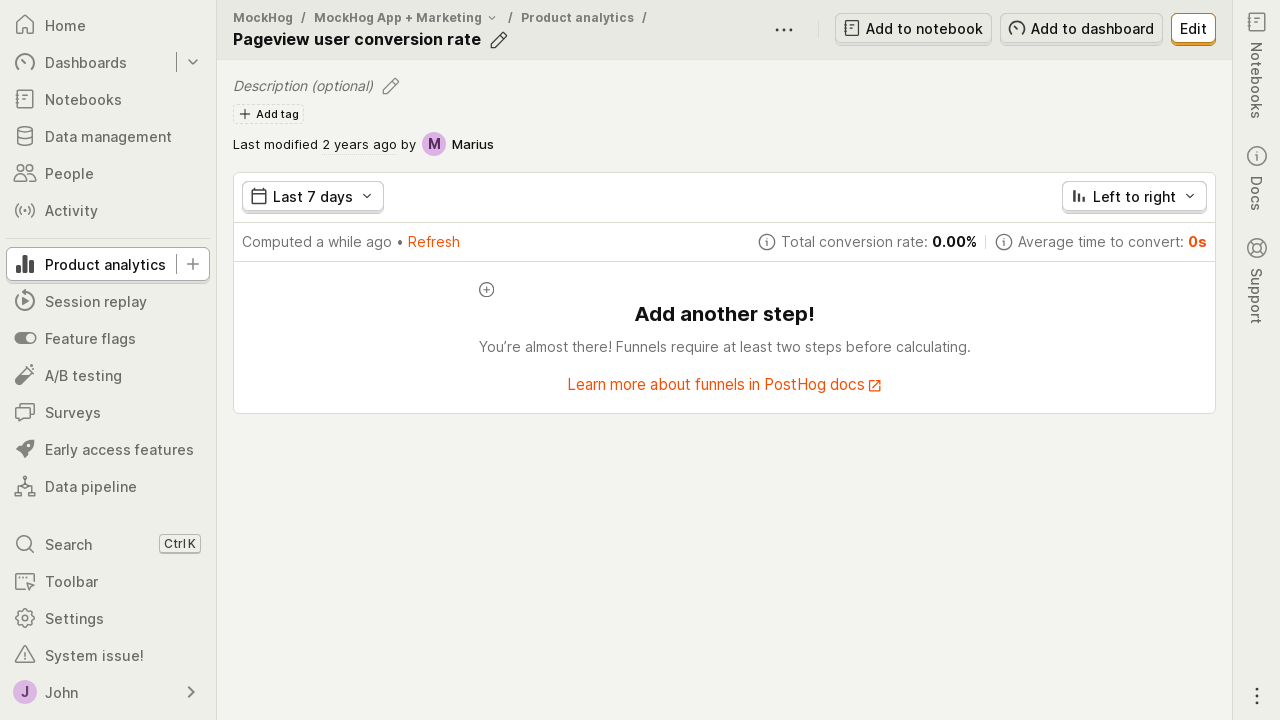 Home
Dashboards
Notebooks
Data management
People
Activity
Product analytics
Session replay
Feature flags
A/B testing
Surveys
Early access features
Data pipeline
Search Ctrl K
Toolbar
Settings
System issue!
J John
MockHog / MockHog App + Marketing / Product analytics /
Pageview user conversion rate
Add to notebook
Add to dashboard
Edit
Description (optional)
Add tag
Last modified 2 years ago by M Marius
Last 7 days
Left to right
Computed a while ago • Refresh
Total conversion rate: 0.00%
Average time to convert: 0s
Add another step!
You’re almost there! Funnels require at least two steps before calculating.
Learn more about funnels in PostHog docs
Notebooks
Docs
Support